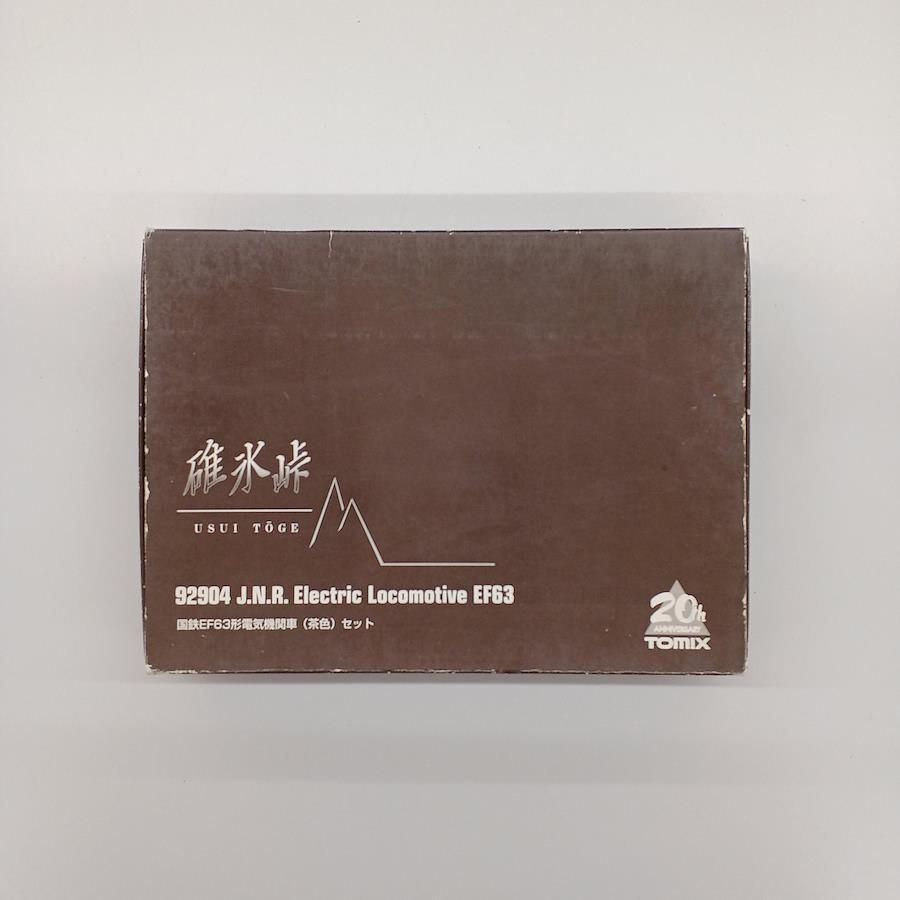 碓氷峠
USUI TŌGE
92904 J.N.R. Electric Locomotive EF63
国鉄EF63形電気機関車（茶色）セット
20th
ANNIVERSARY
TOMIX